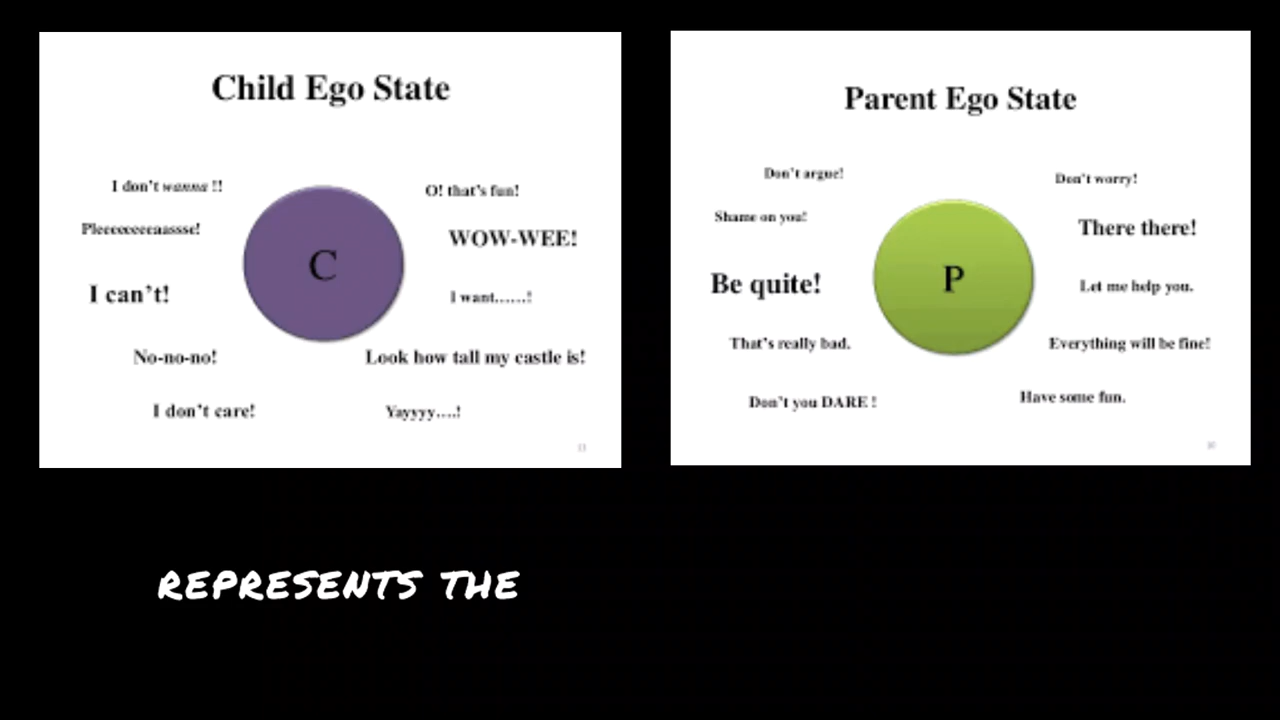 Child Ego State
I don't wanna !!
O! that's fun!
Pleeeeeeeeaassse!
WOW-WEE!
C
I can't!
I want......!
No-no-no!
Look how tall my castle is!
I don't care!
Yayyyy....!
Parent Ego State
Don't argue!
Don't worry!
Shame on you!
There there!
Be quite!
P
Let me help you.
That's really bad.
Everything will be fine!
Don't you DARE !
Have some fun.
REPRESENTS THE